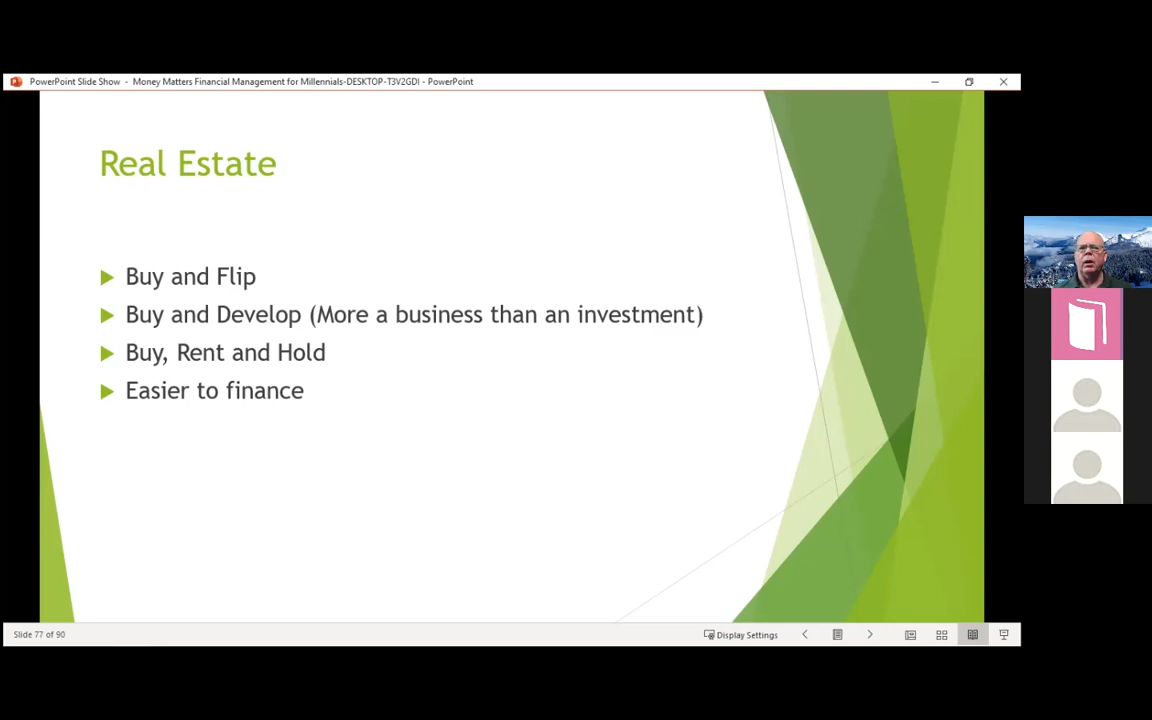 PowerPoint Slide Show - Money Matters Financial Management for Millennials-DESKTOP-T3V2GDI - PowerPoint
Real Estate
Buy and Flip
Buy and Develop (More a business than an investment)
Buy, Rent and Hold
Easier to finance
Slide 77 of 90
Display Settings